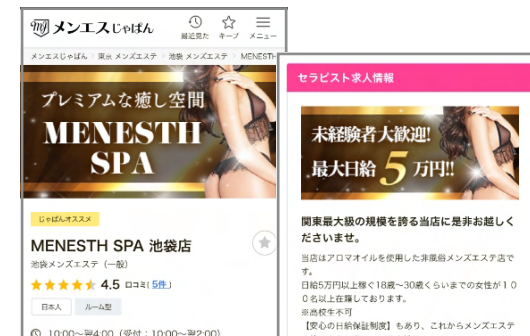 メンエスじゃぱん
最近見た キープ メニュー
メンエスじゃぱん 東京 メンズエステ 池袋 メンズエステ MENESTH
プレミアムな癒し空間
MENESTH
SPA
じゃぱんオススメ
MENESTH SPA 池袋店
池袋メンズエステ（一般）
4.5 口コミ( 5件 )
日本人 ルーム型
10:00～翌4:00（受付：10:00～翌2:00）
セラピスト求人情報
未経験者大歓迎!
最大日給5万円!!
関東最大級の規模を誇る当店に是非お越しく
ださいませ。
当店はアロマオイルを使用した非風俗メンズエステ店で
す。
日給5万円以上稼ぐ18歳～30歳くらいまでの女性が１０
０名以上在籍しております。
※高校生不可
【安心の日給保証制度】もあり、これからメンズエステ